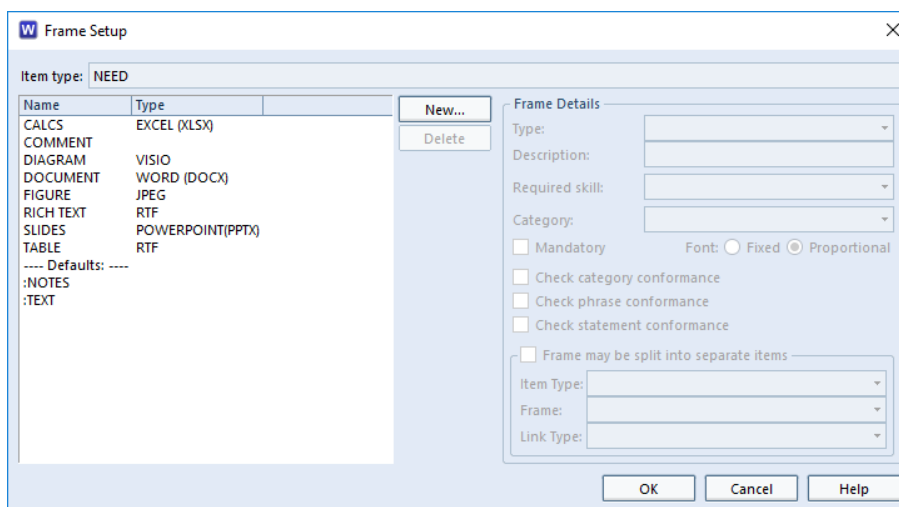 W Frame Setup
Item type: NEED
Name Type
CALCS EXCEL (XLSX)
COMMENT
DIAGRAM VISIO
DOCUMENT WORD (DOCX)
FIGURE JPEG
RICH TEXT RTF
SLIDES POWERPOINT(PPTX)
TABLE RTF
---- Defaults: ----
:NOTES
:TEXT
New...
Delete
Frame Details
Type:
Description:
Required skill:
Category:
Mandatory Font: Fixed Proportional
Check category conformance
Check phrase conformance
Check statement conformance
Frame may be split into separate items
Item Type:
Frame:
Link Type:
OK Cancel Help